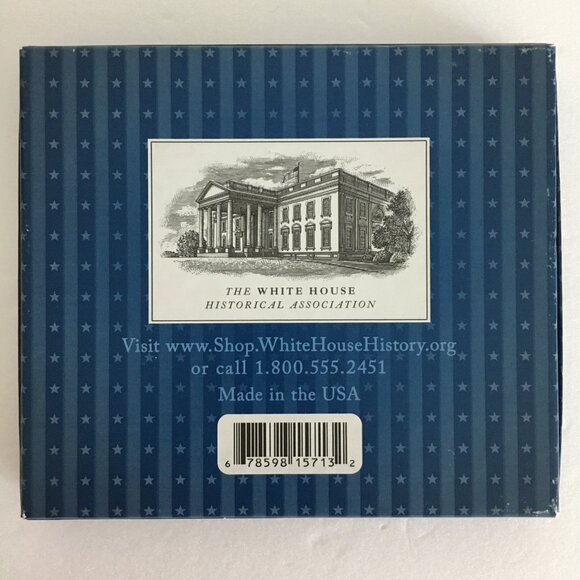 THE WHITE HOUSE
HISTORICAL ASSOCIATION
Visit www.Shop.WhiteHouseHistory.org
or call 1.800.555.2451
Made in the USA
6 78598 15713 2